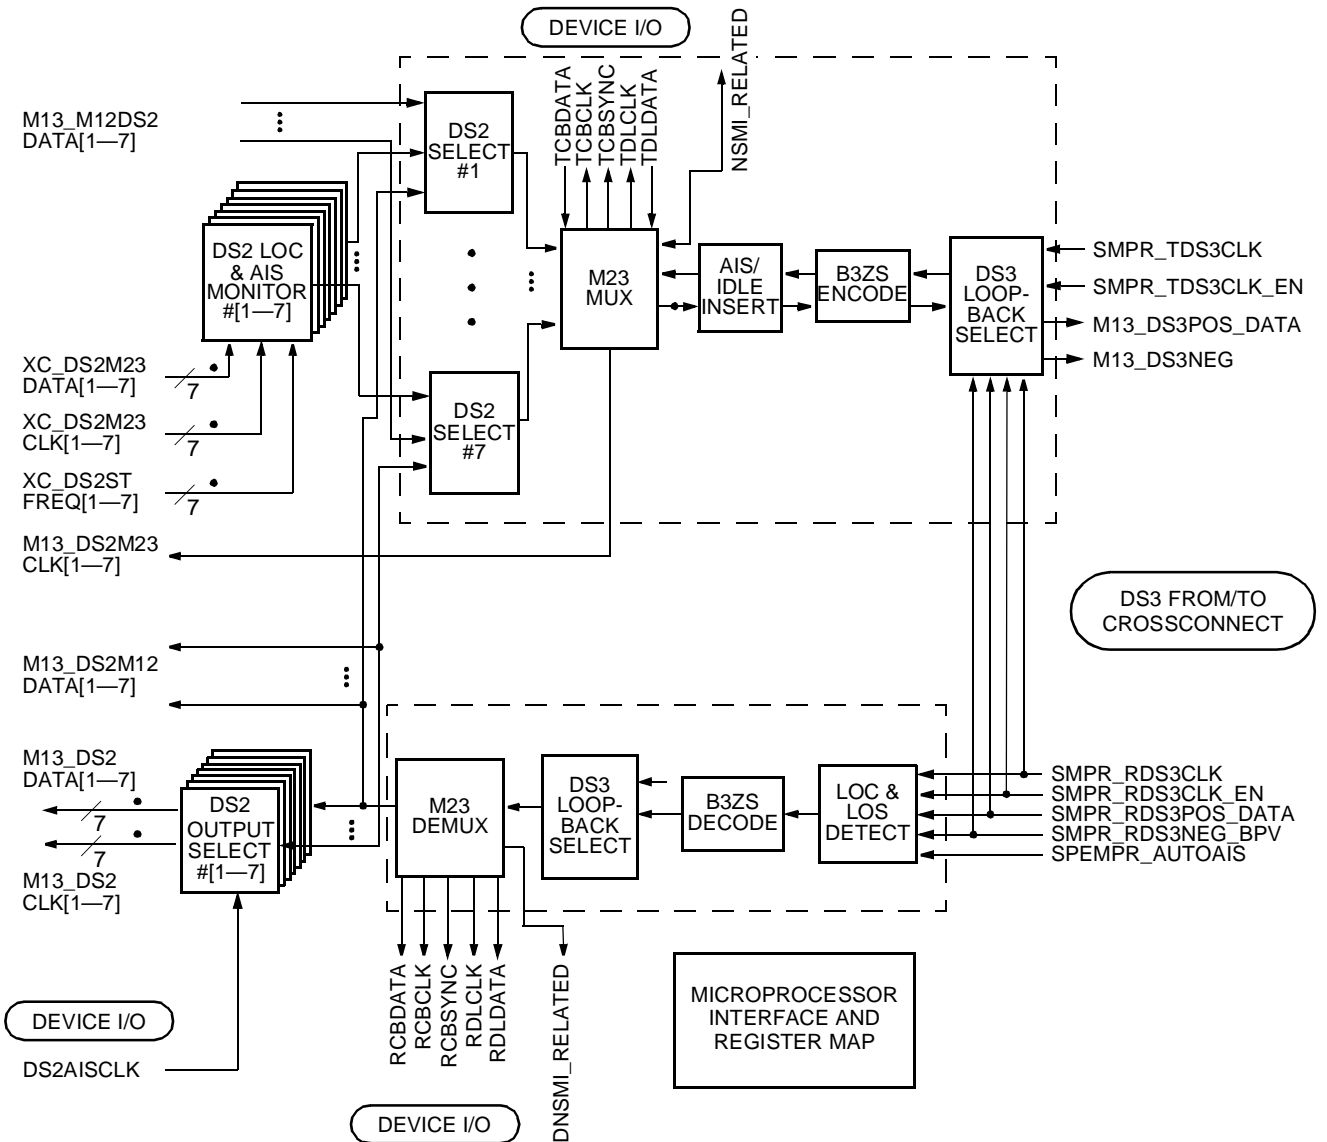 DEVICE I/O
M13_M12DS2
DATA[1—7]
DS2
SELECT
#1
TCBDATA
TCBCLK
TCBSYNC
TDLCLK
TDLDATA
NSMI_RELATED
DS2 LOC
& AIS
MONITOR
#[1—7]
M23
MUX
AIS/
IDLE
INSERT
B3ZS
ENCODE
DS3
LOOP-
BACK
SELECT
SMPR_TDS3CLK
SMPR_TDS3CLK_EN
M13_DS3POS_DATA
M13_DS3NEG
XC_DS2M23
DATA[1—7]
7
XC_DS2M23
CLK[1—7]
7
XC_DS2ST
FREQ[1—7]
7
DS2
SELECT
#7
M13_DS2M23
CLK[1—7]
DS3 FROM/TO
CROSSCONNECT
M13_DS2M12
DATA[1—7]
M13_DS2
DATA[1—7]
7
7
M13_DS2
CLK[1—7]
DS2
OUTPUT
SELECT
#[1—7]
M23
DEMUX
DS3
LOOP-
BACK
SELECT
B3ZS
DECODE
LOC &
LOS
DETECT
SMPR_RDS3CLK
SMPR_RDS3CLK_EN
SMPR_RDS3POS_DATA
SMPR_RDS3NEG_BPV
SPEMPR_AUTOAIS
RCBDATA
RCBCLK
RCBSYNC
RDLCLK
RDLDATA
DNSMI_RELATED
MICROPROCESSOR
INTERFACE AND
REGISTER MAP
DEVICE I/O
DS2AISCLK
DEVICE I/O